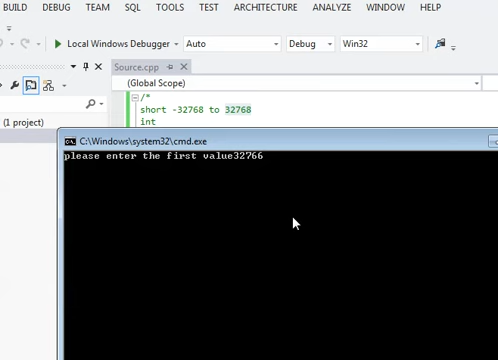 BUILD DEBUG TEAM SQL TOOLS TEST ARCHITECTURE ANALYZE WINDOW HELP
Local Windows Debugger Auto Debug Win32
Source.cpp
(Global Scope)
/*
short -32768 to 32768
(1 project)
int
C:\Windows\system32\cmd.exe
please enter the first value32766